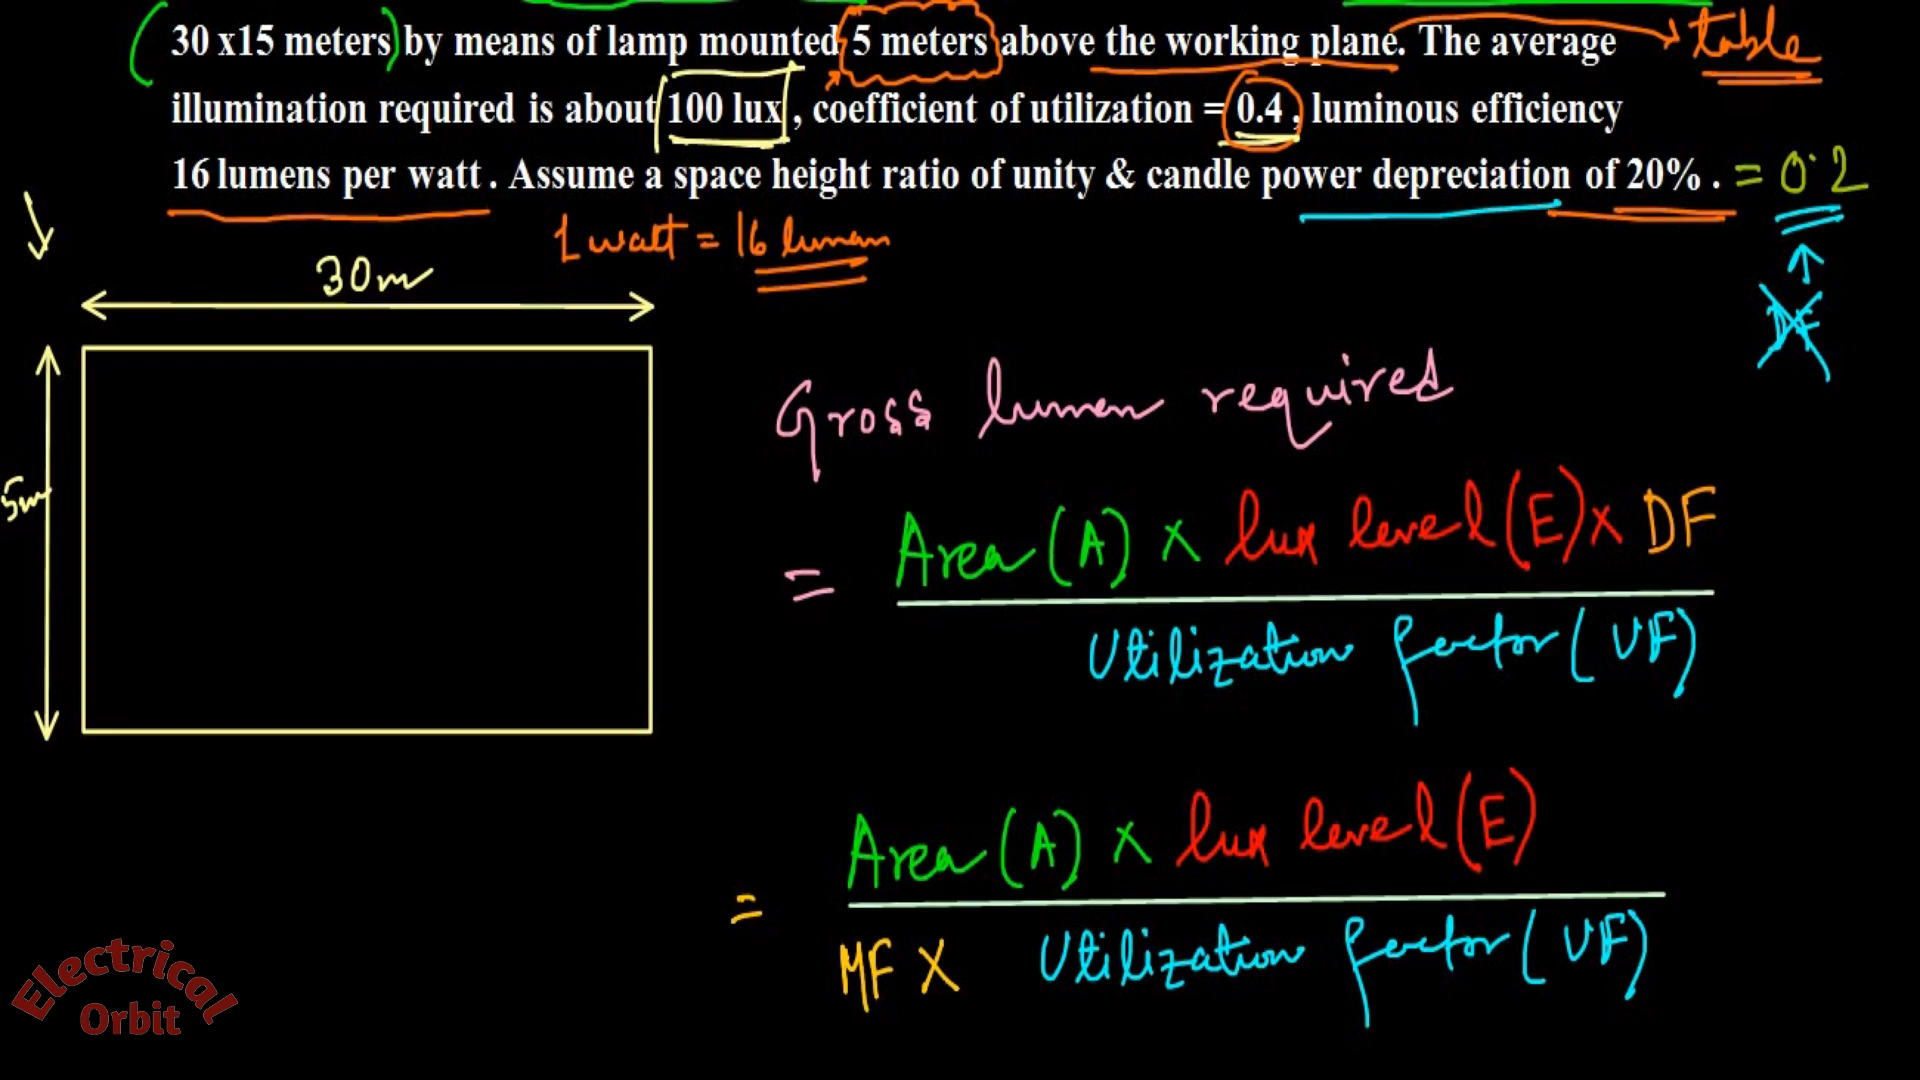 30 x15 meters by means of lamp mounted 5 meters above the working plane. The average
table
illumination required is about 100 lux , coefficient of utilization = 0.4 , luminous efficiency
16 lumens per watt . Assume a space height ratio of unity & candle power depreciation of 20% . = 0.2
1 watt = 16 lumen
30m
DF
Gross lumen required
5m
= Area (A) x lux level (E) x DF
Utilization factor (UF)
= Area (A) x lux level (E)
MF X Utilization factor (UF)
Electrical
Orbit